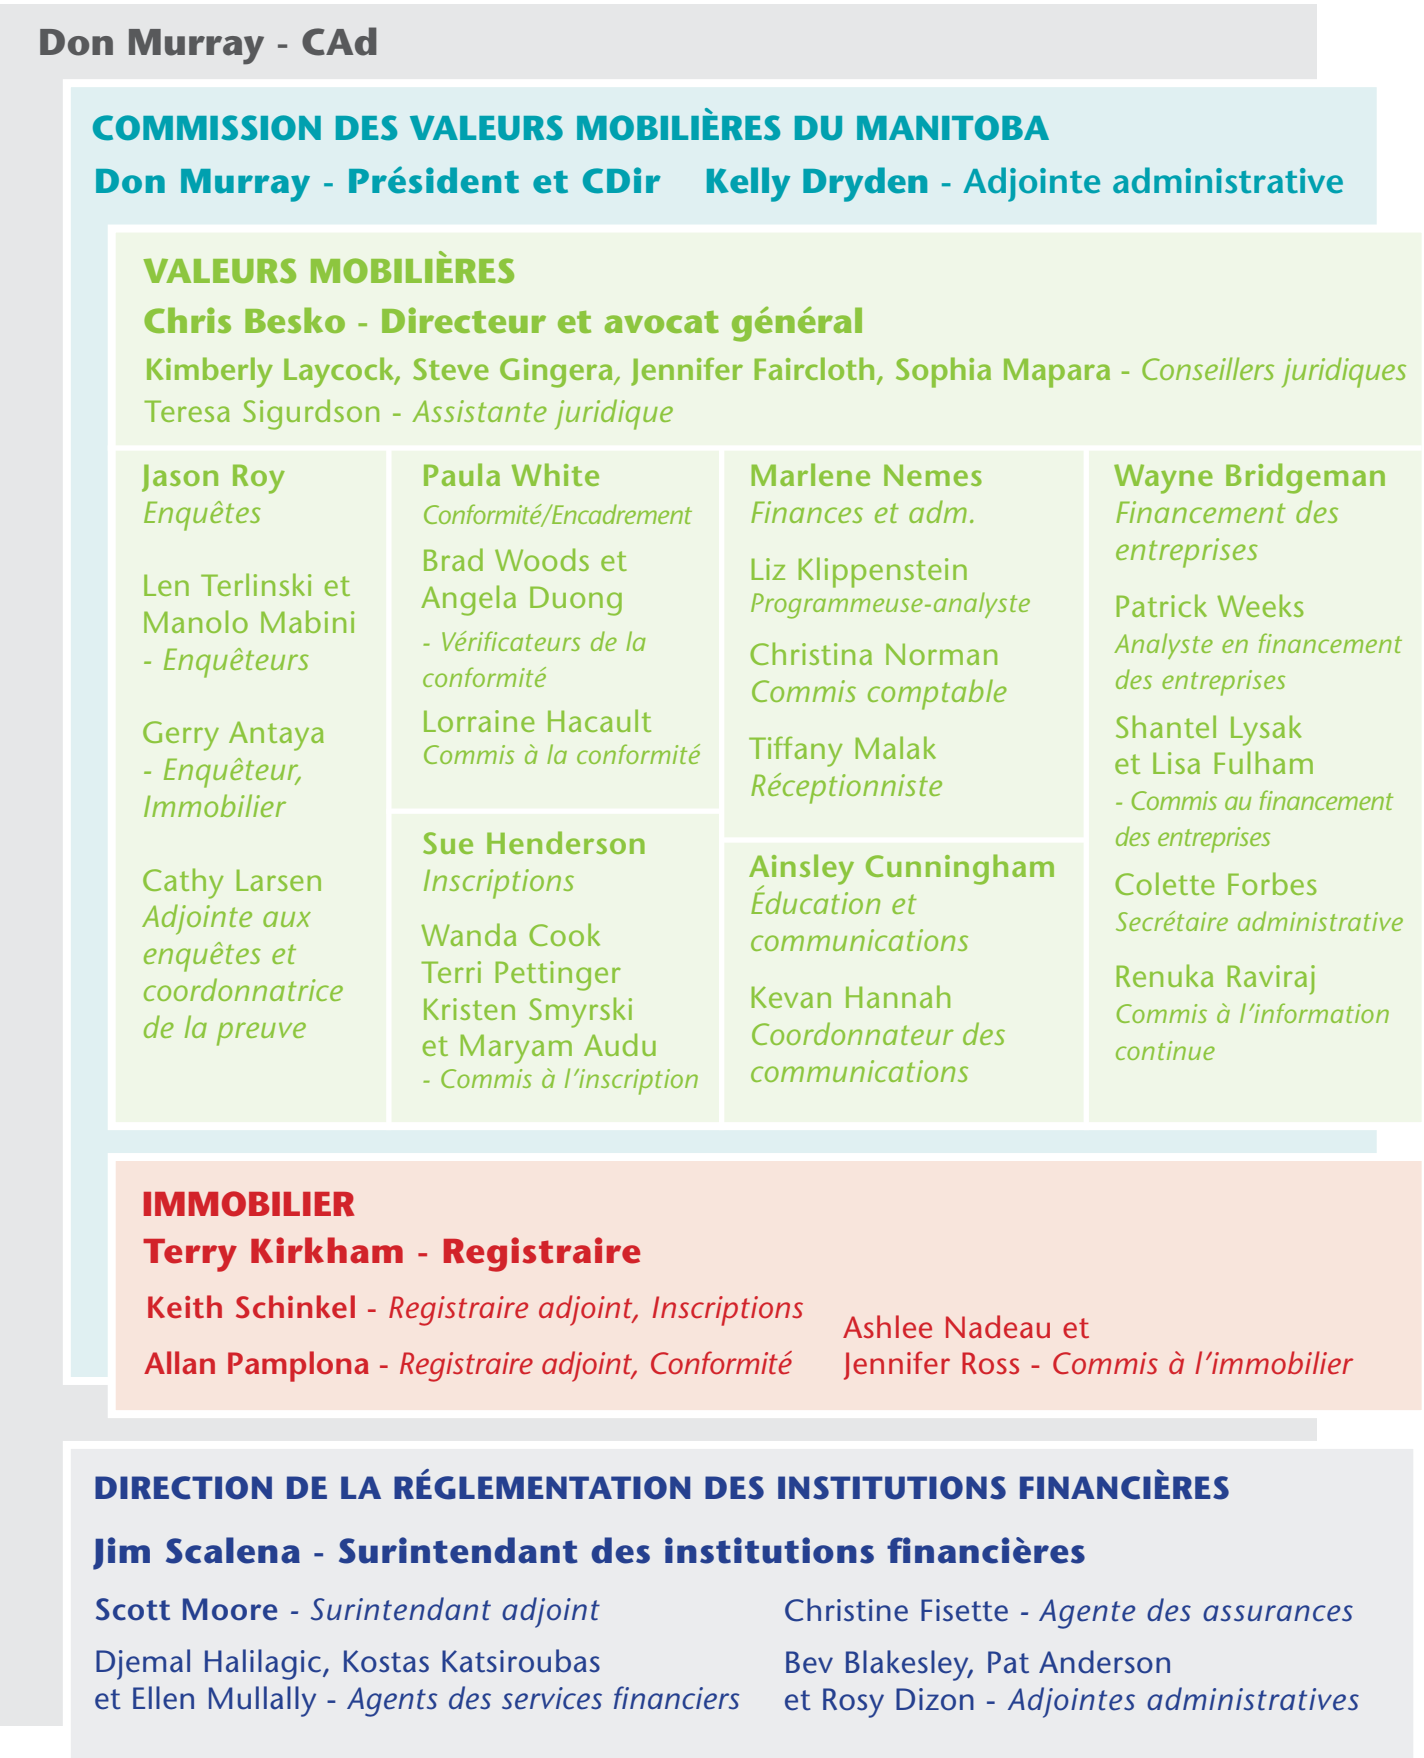 Don Murray - CAd
COMMISSION DES VALEURS MOBILIÈRES DU MANITOBA
Don Murray - Président et CDir Kelly Dryden - Adjointe administrative
VALEURS MOBILIÈRES
Chris Besko - Directeur et avocat général
Kimberly Laycock, Steve Gingera, Jennifer Faircloth, Sophia Mapara - Conseillers juridiques
Teresa Sigurdson - Assistante juridique
Jason Roy
Enquêtes
Len Terlinski et
Manolo Mabini
- Enquêteurs
Gerry Antaya
- Enquêteur,
Immobilier
Cathy Larsen
Adjointe aux
enquêtes et
coordonnatrice
de la preuve
Paula White
Conformité/Encadrement
Brad Woods et
Angela Duong
- Vérificateurs de la
conformité
Lorraine Hacault
Commis à la conformité
Sue Henderson
Inscriptions
Wanda Cook
Terri Pettinger
Kristen Smyrski
et Maryam Audu
- Commis à l’inscription
Marlene Nemes
Finances et adm.
Liz Klippenstein
Programmeuse-analyste
Christina Norman
Commis comptable
Tiffany Malak
Réceptionniste
Ainsley Cunningham
Éducation et
communications
Kevan Hannah
Coordonnateur des
communications
Wayne Bridgeman
Financement des
entreprises
Patrick Weeks
Analyste en financement
des entreprises
Shantel Lysak
et Lisa Fulham
- Commis au financement
des entreprises
Colette Forbes
Secrétaire administrative
Renuka Raviraj
Commis à l’information
continue
IMMOBILIER
Terry Kirkham - Registraire
Keith Schinkel - Registraire adjoint, Inscriptions
Allan Pamplona - Registraire adjoint, Conformité
Ashlee Nadeau et
Jennifer Ross - Commis à l’immobilier
DIRECTION DE LA RÉGLEMENTATION DES INSTITUTIONS FINANCIÈRES
Jim Scalena - Surintendant des institutions financières
Scott Moore - Surintendant adjoint
Djemal Halilagic, Kostas Katsiroubas
et Ellen Mullally - Agents des services financiers
Christine Fisette - Agente des assurances
Bev Blakesley, Pat Anderson
et Rosy Dizon - Adjointes administratives